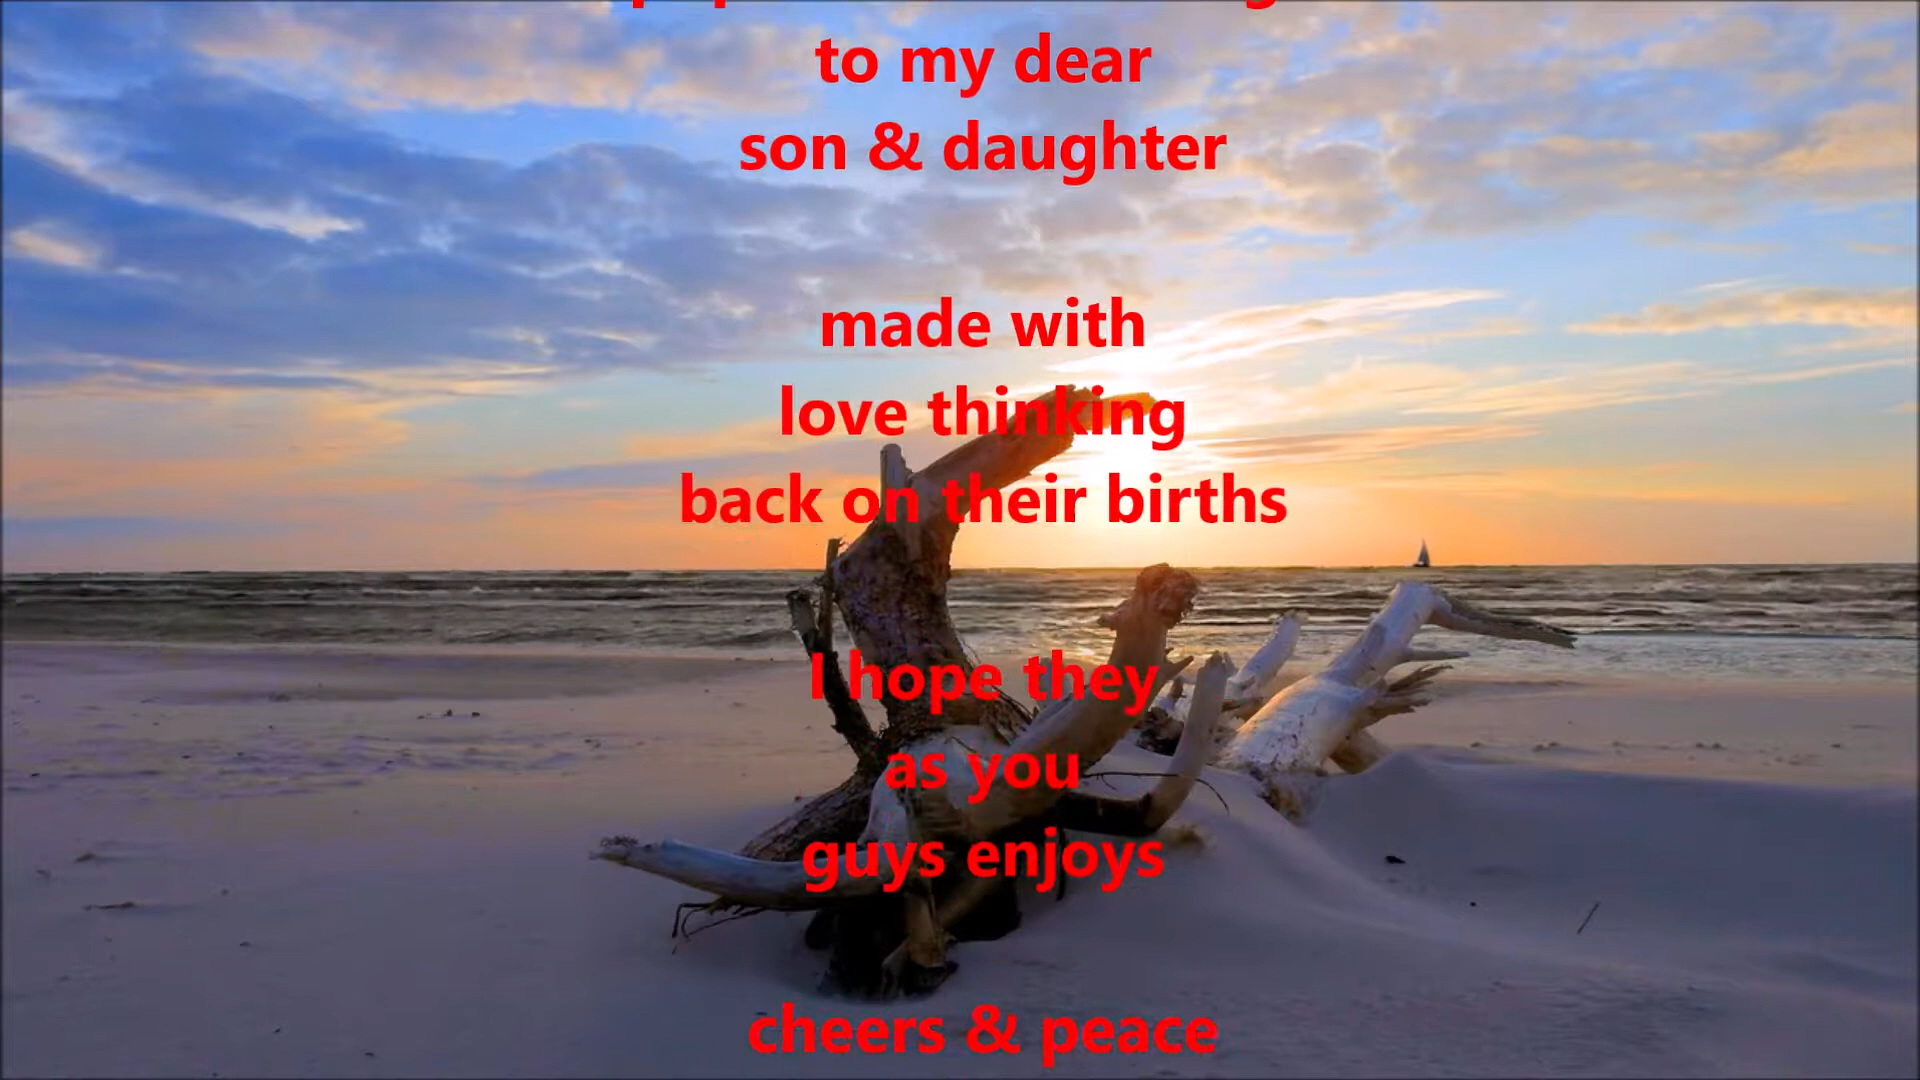 to my dear
son & daughter
made with
love thinking
back on their births
I hope they
as you
guys enjoys
cheers & peace